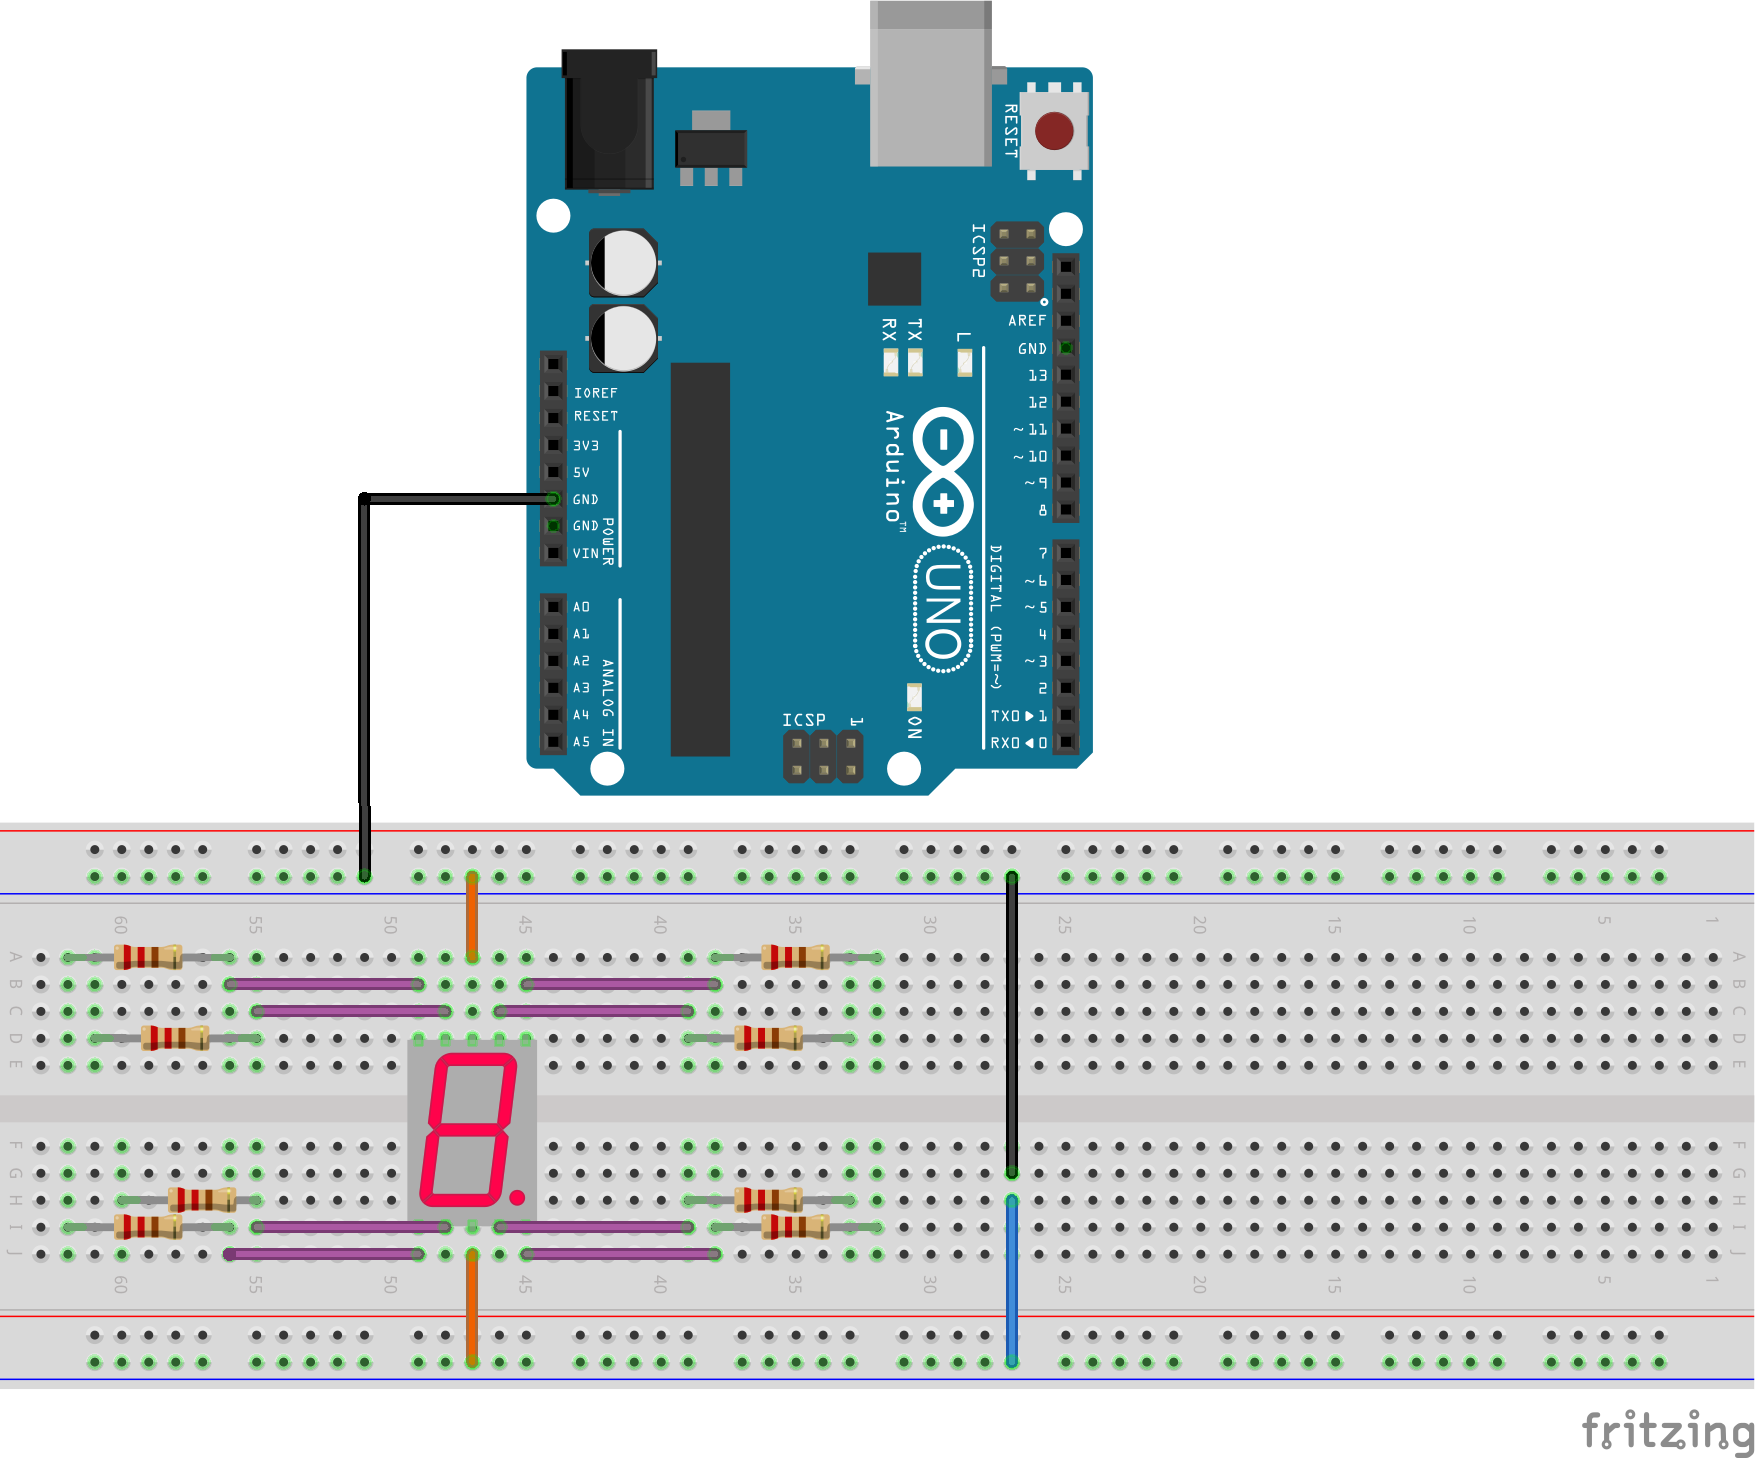 RESET
ICSP2
AREF
GND
13
12
~11
~10
~9
8
7
~6
~5
4
~3
2
TX0▶1
RX0◀0
RX
TX
L
IOREF
RESET
3V3
5V
GND
GND
VIN
POWER
A0
A1
A2
A3
A4
A5
ANALOG IN
Arduino™
UNO
DIGITAL (PWM=~)
ICSP
1
ON
60 55 50 45 40 35 30 25 20 15 10 5 1
A A
B B
C C
D D
E E
F F
G G
H H
I I
J J
60 55 50 45 40 35 30 25 20 15 10 5 1
fritzing